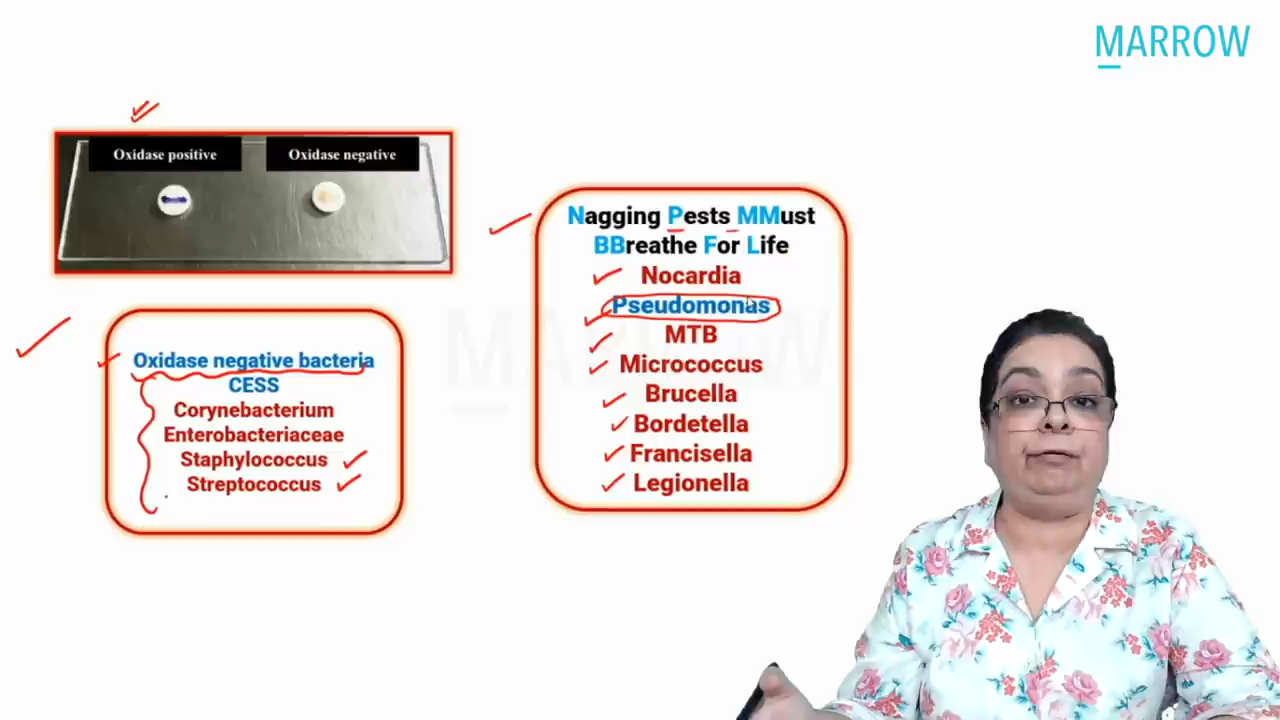 MARROW
Oxidase positive
Oxidase negative
Nagging Pests MMust
BBreathe For Life
Nocardia
Pseudomonas
MTB
Micrococcus
Brucella
Bordetella
Francisella
Legionella
Oxidase negative bacteria
CESS
Corynebacterium
Enterobacteriaceae
Staphylococcus
Streptococcus
MARROW